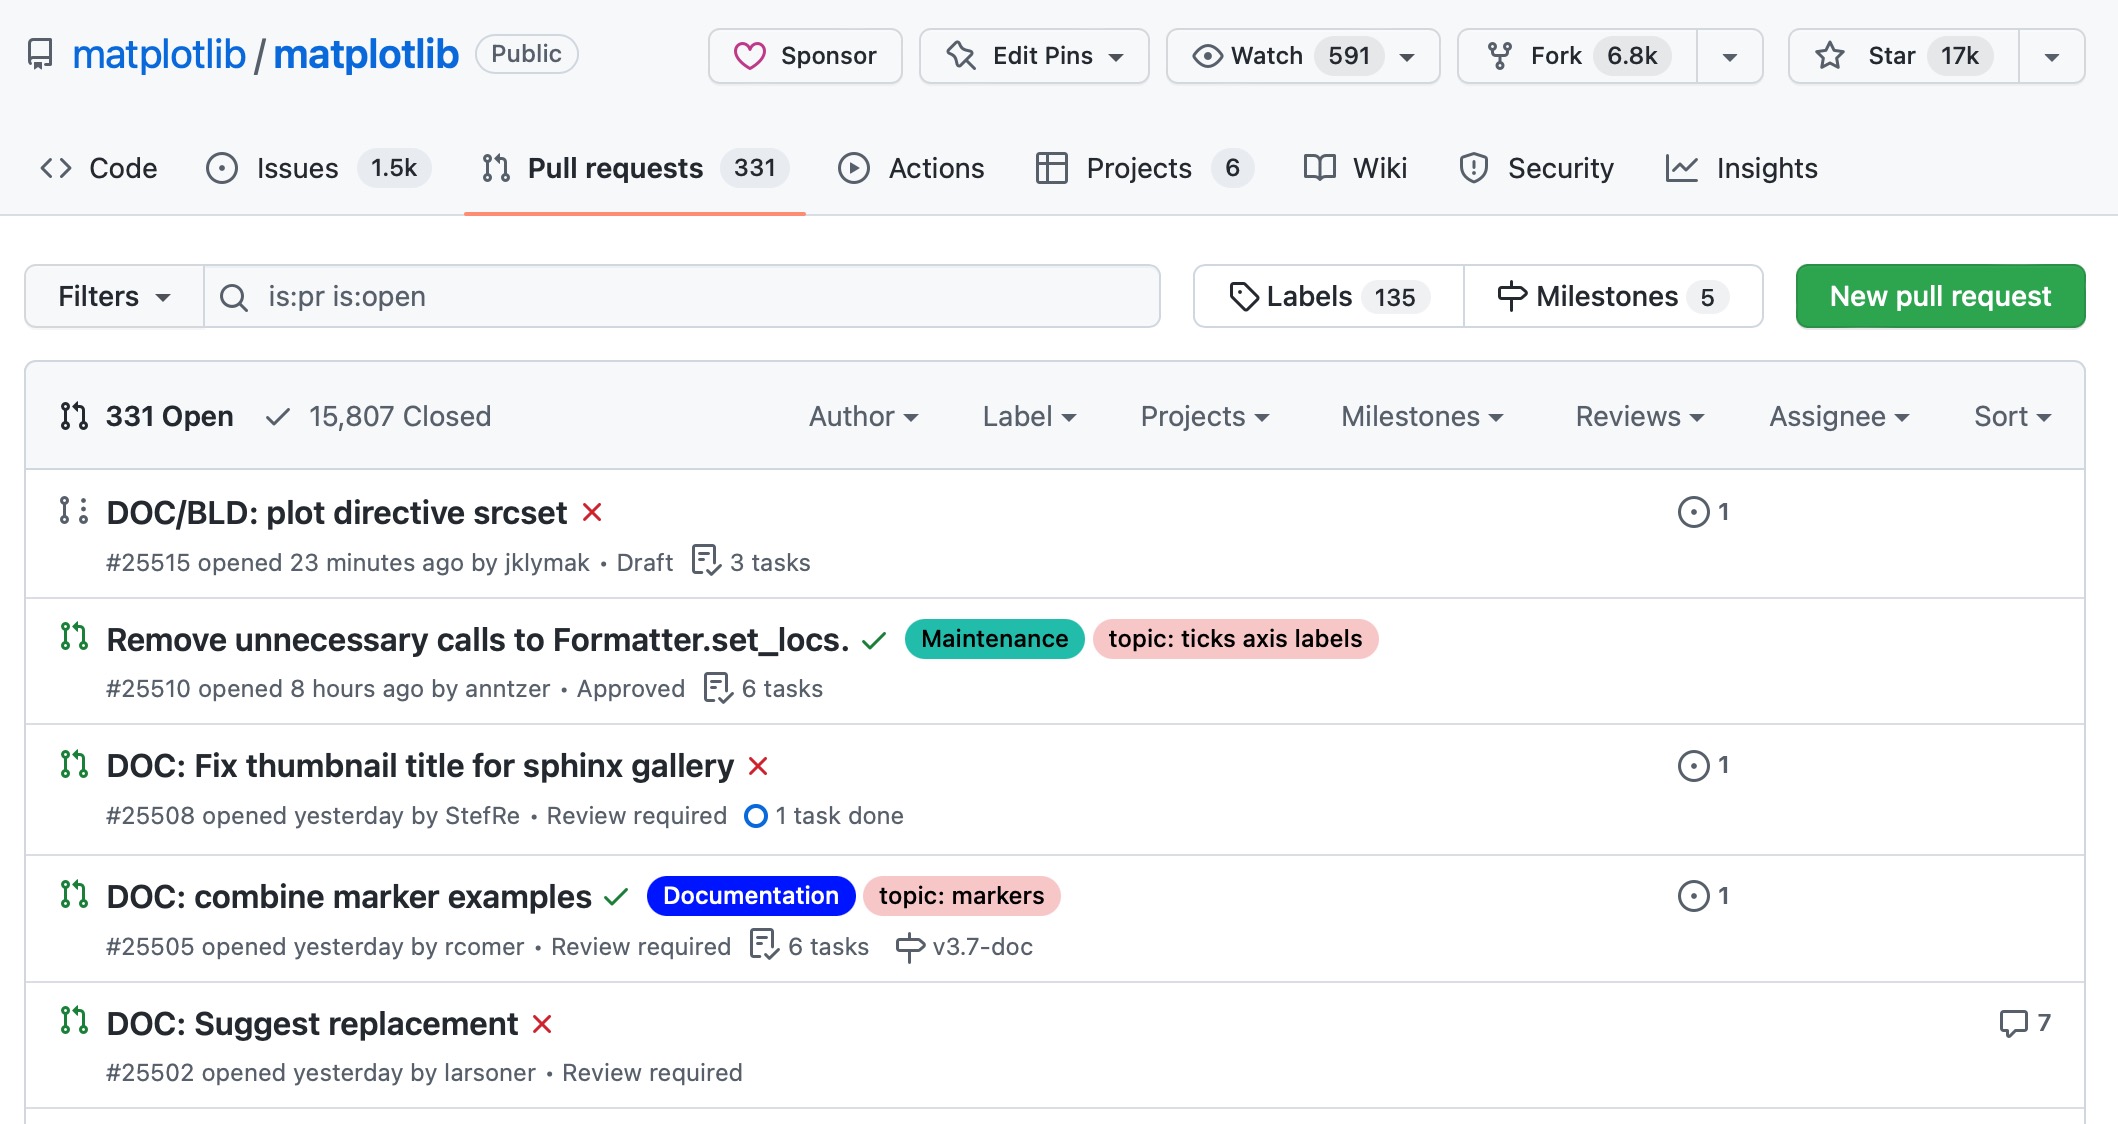 matplotlib / matplotlib Public Sponsor Edit Pins Watch 591 Fork 6.8k Star 17k
Code Issues 1.5k Pull requests 331 Actions Projects 6 Wiki Security Insights
Filters is:pr is:open Labels 135 Milestones 5 New pull request
331 Open 15,807 Closed Author Label Projects Milestones Reviews Assignee Sort
DOC/BLD: plot directive srcset 1
#25515 opened 23 minutes ago by jklymak • Draft 3 tasks
Remove unnecessary calls to Formatter.set_locs. Maintenance topic: ticks axis labels
#25510 opened 8 hours ago by anntzer • Approved 6 tasks
DOC: Fix thumbnail title for sphinx gallery 1
#25508 opened yesterday by StefRe • Review required 1 task done
DOC: combine marker examples Documentation topic: markers 1
#25505 opened yesterday by rcomer • Review required 6 tasks v3.7-doc
DOC: Suggest replacement 7
#25502 opened yesterday by larsoner • Review required